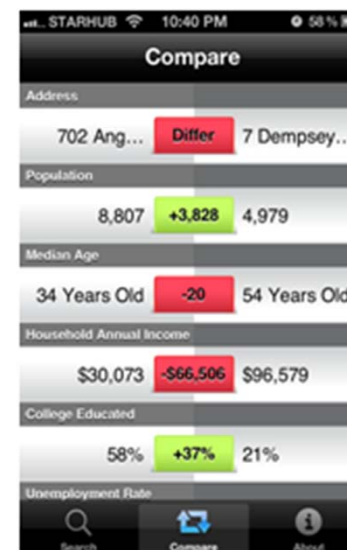 STARHUB 10:40 PM 58%
Compare
Address
702 Ang... Differ 7 Dempsey...
Population
8,807 +3,828 4,979
Median Age
34 Years Old -20 54 Years Old
Household Annual Income
$30,073 -$66,506 $96,579
College Educated
58% +37% 21%
Unemployment Rate
Search Compare About